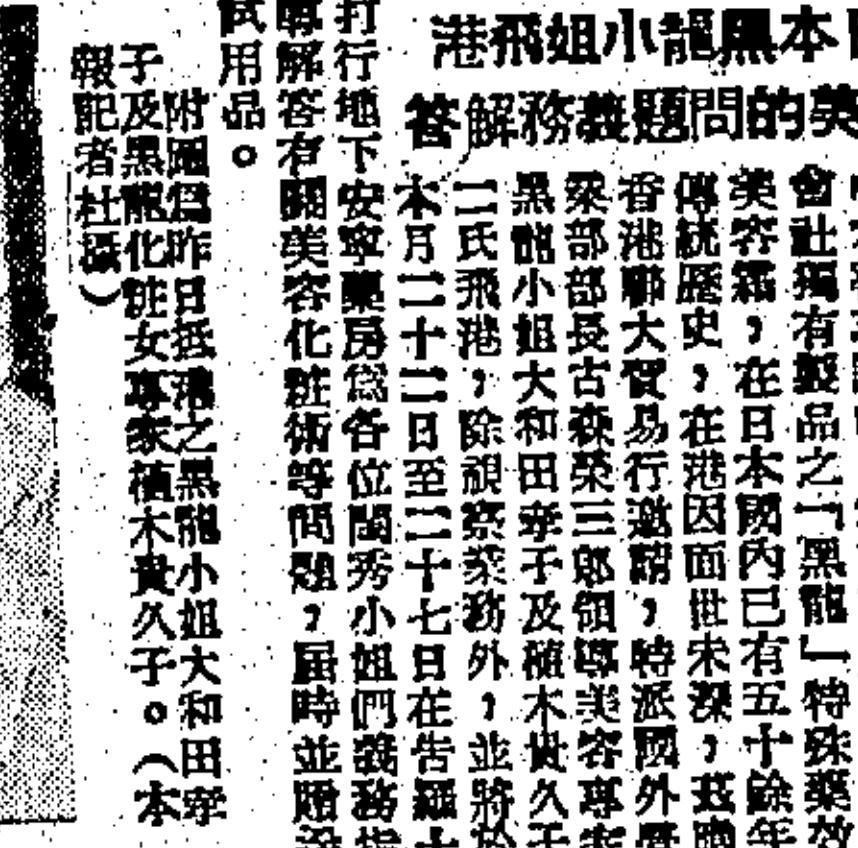 本黑龍小姐飛港
美的問題義務解答
會社獨有製品之「黑龍」特殊藥效
美容霜，在日本國內已有五十餘年
傳統歷史，在港因面世未深，茲應
香港聯大貿易行邀請，特派國外營
業部部長古森榮三郎領導美容專家
黑龍小姐大和田幸子及植木貴久子
二氏飛港，除視察業務外，並將於
本月二十二日至二十七日在告羅士
打行地下安寧藥房為各位閨秀小姐們義務指
導解答有關美容化粧術等問題，屆時並贈
試用品。
附圖為昨日抵港之黑龍小姐大和田幸
子及黑龍化粧女專家植木貴久子。（本
報記者杜攝）